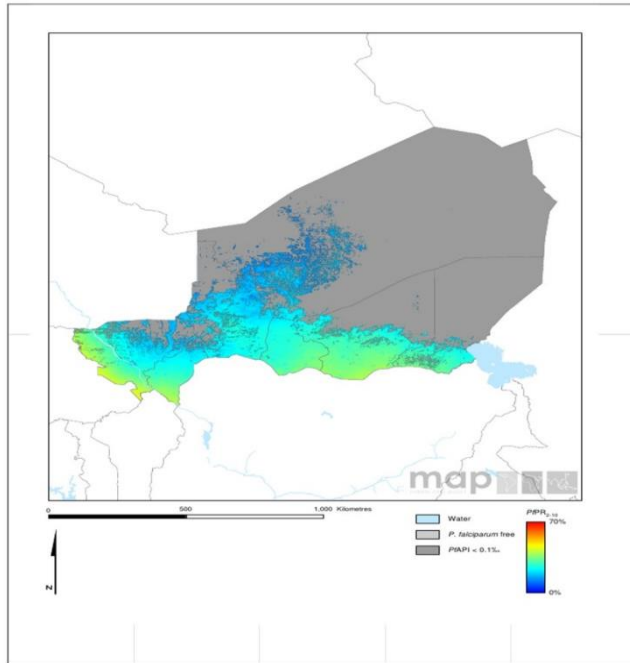 map
0 500 1,000 Kilometres
Water
P. falciparum free
PfAPI < 0.1‰
PfPR2-10
70%
0%
N